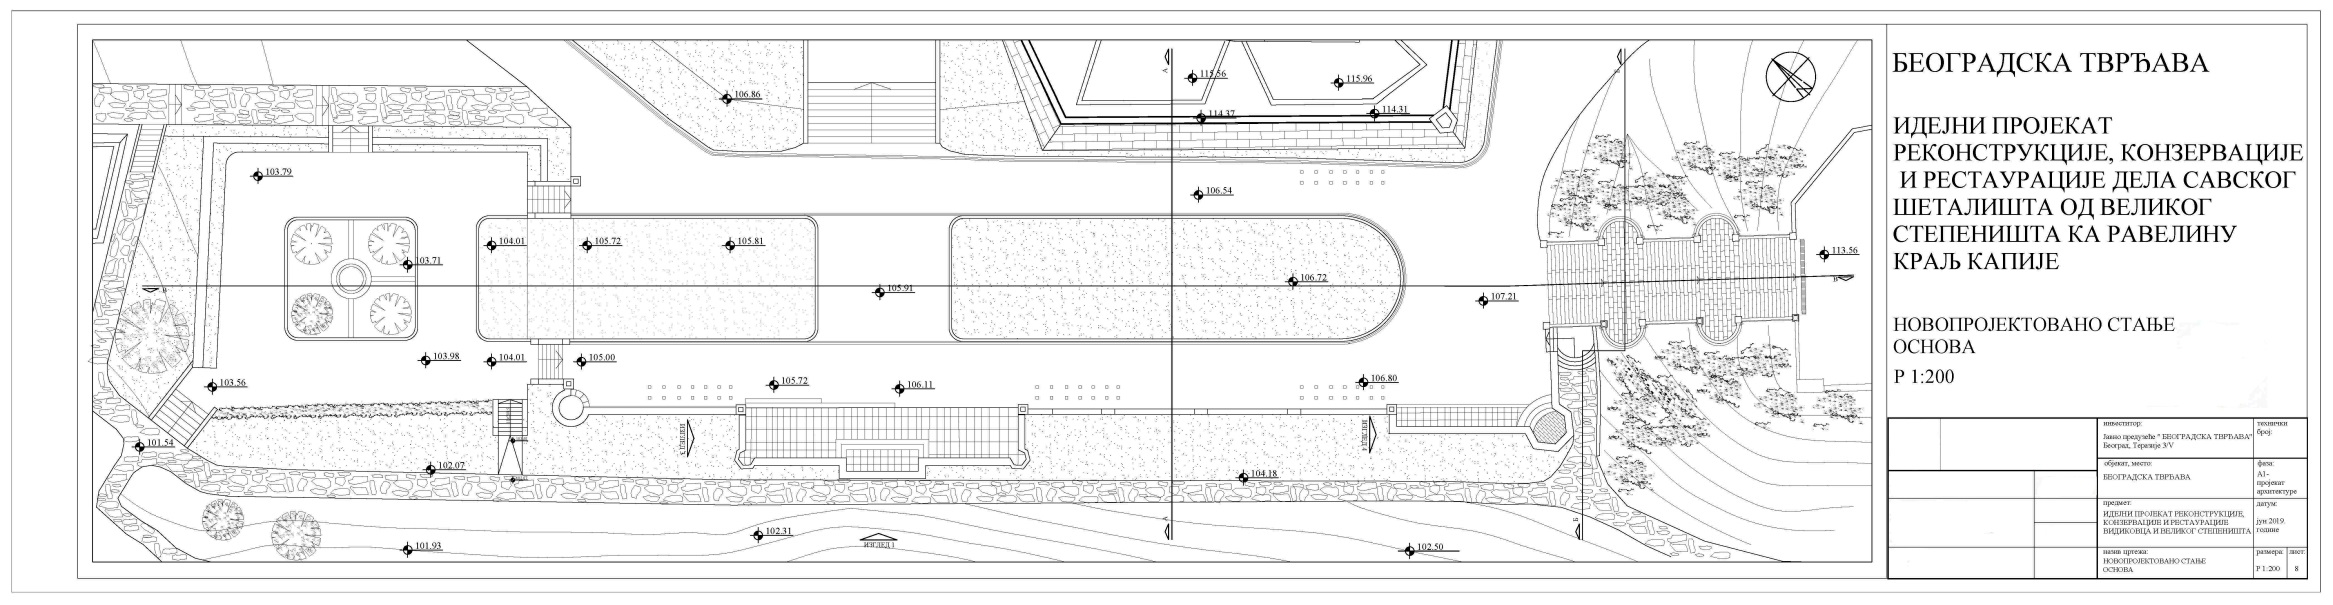 115.56
115.96
106.86
114.37
114.31
A
103.79
106.54
104.01
105.72
105.81
103.71
113.56
106.72
105.91
107.21
B
B
103.98
104.01
105.00
103.56
105.72
106.11
106.80
101.54
102.07
ИЗГЛЕД 3
104.18
102.31
101.93
ИЗГЛЕД 1
102.50
A
Б
БЕОГРАДСКА ТВРЂАВА
ИДЕЈНИ ПРОЈЕКАТ
РЕКОНСТРУКЦИЈЕ, КОНЗЕРВАЦИЈЕ
И РЕСТАУРАЦИЈЕ ДЕЛА САВСКОГ
ШЕТАЛИШТА ОД ВЕЛИКОГ
СТЕПЕНИШТА КА РАВЕЛИНУ
КРАЉ КАПИЈЕ
НОВОПРОЈЕКТОВАНО СТАЊЕ
ОСНОВА
Р 1:200
инвеститор:
Јавно предузеће " БЕОГРАДСКА ТВРЂАВА"
Београд, Теразије 3/V
технички
број:
објекат, место:
БЕОГРАДСКА ТВРЂАВА
фаза:
А1-
пројекат
архитектуре
предмет:
ИДЕЈНИ ПРОЈЕКАТ РЕКОНСТРУКЦИЈЕ,
КОНЗЕРВАЦИЈЕ И РЕСТАУРАЦИЈЕ
ВИДИКОВЦА И ВЕЛИКОГ СТЕПЕНИШТА
датум:
јун 2019.
године
назив цртежа:
НОВОПРОЈЕКТОВАНО СТАЊЕ
ОСНОВА
размера:
Р 1:200
лист:
8